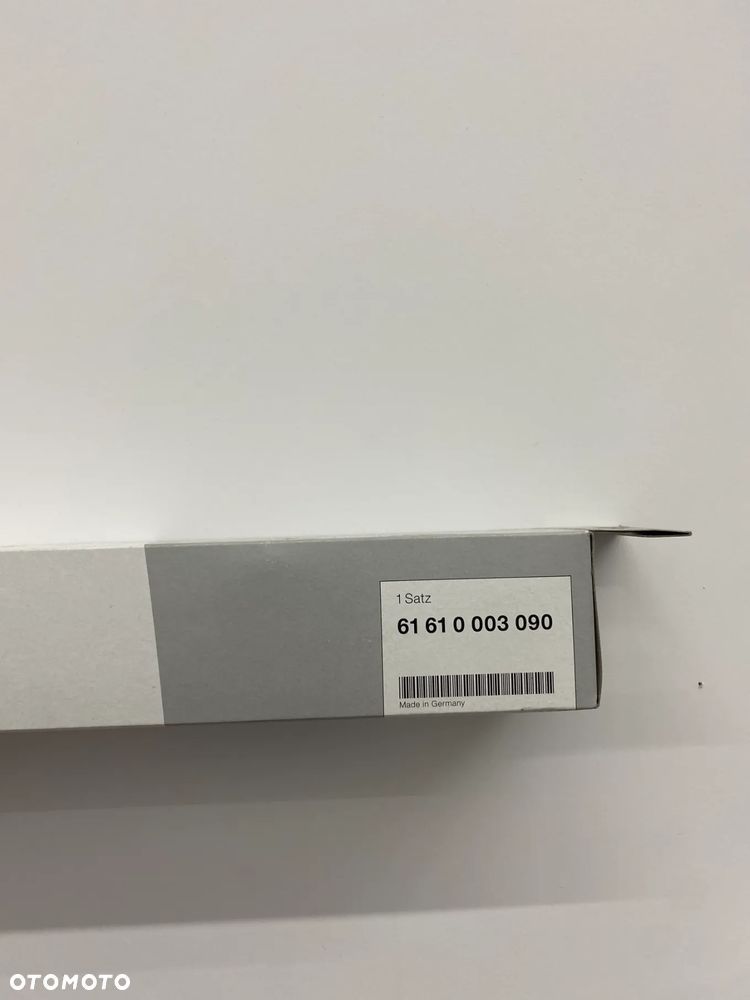 1 Satz
61 61 0 003 090
Made in Germany
OTOMOTO